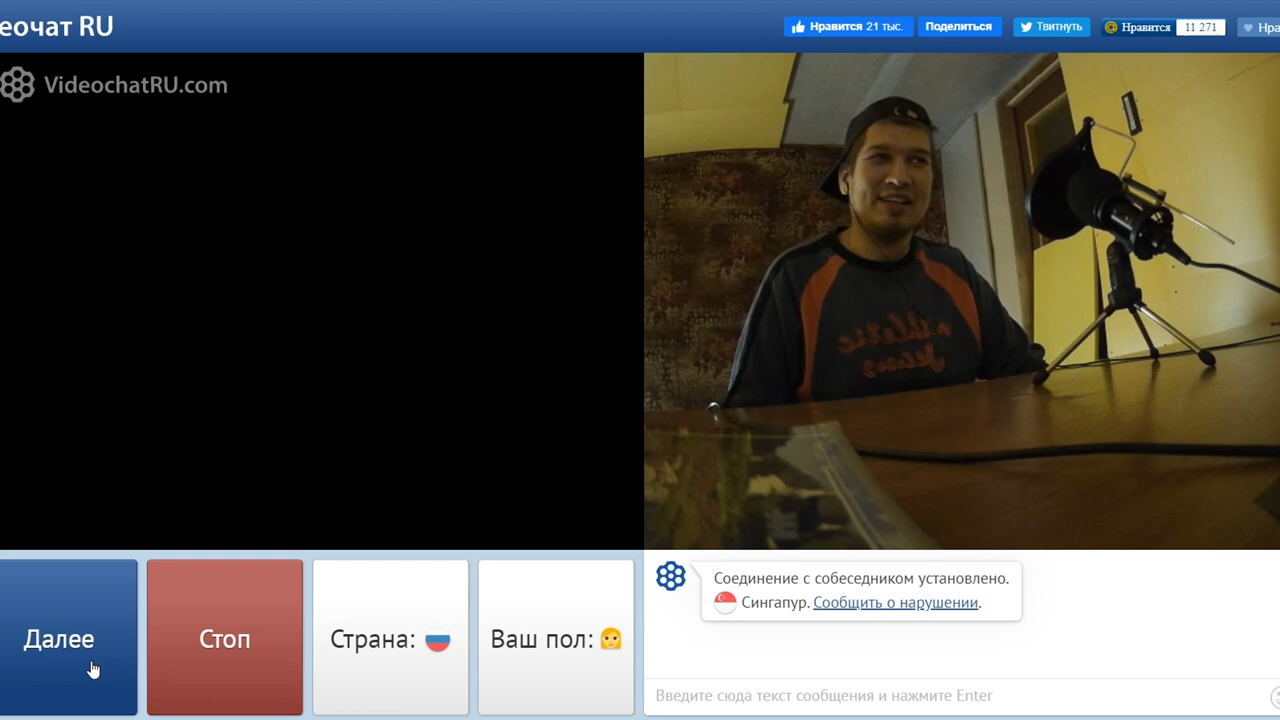 еочат RU
Нравится 21 тыс.
Поделиться
Твитнуть
Нравится
11 271
Нра
VideochatRU.com
athletic
Далее
Стоп
Страна:
Ваш пол:
Соединение с собеседником установлено.
Сингапур. Сообщить о нарушении.
Введите сюда текст сообщения и нажмите Enter